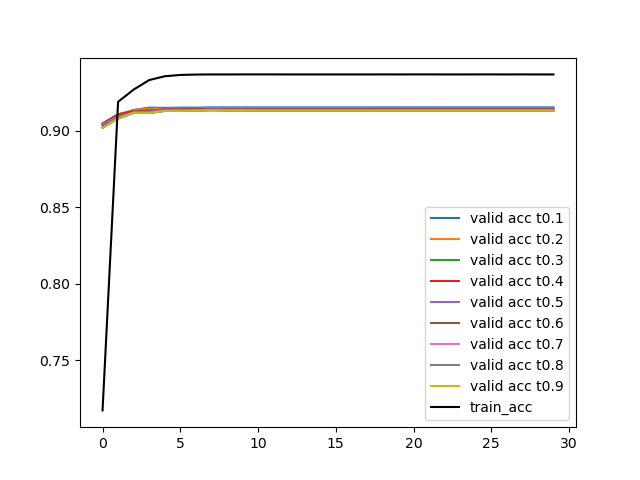 0.90
0.85
0.80
0.75
0 5 10 15 20 25 30
valid acc t0.1
valid acc t0.2
valid acc t0.3
valid acc t0.4
valid acc t0.5
valid acc t0.6
valid acc t0.7
valid acc t0.8
valid acc t0.9
train_acc